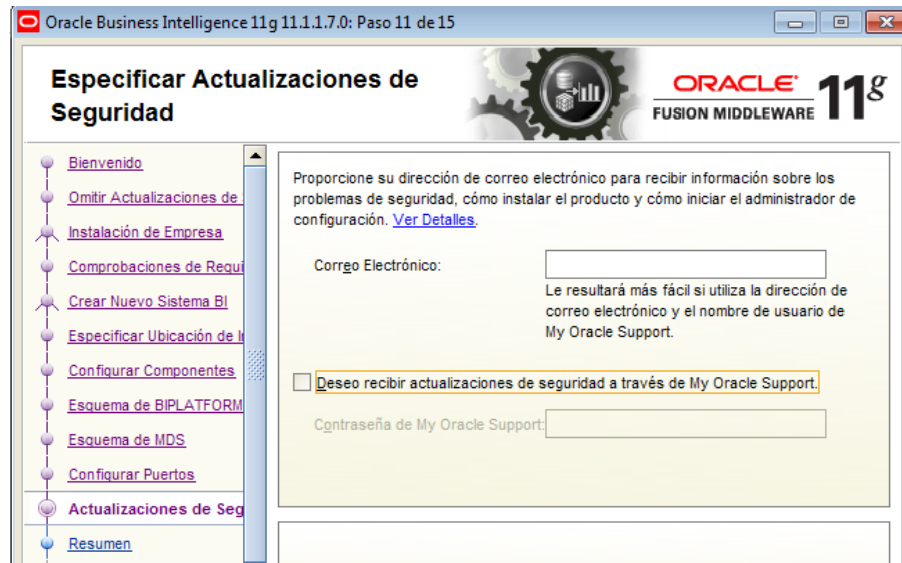 Oracle Business Intelligence 11g 11.1.1.7.0: Paso 11 de 15
Especificar Actualizaciones de
Seguridad
ORACLE
FUSION MIDDLEWARE 11g
Bienvenido
Omitir Actualizaciones de
Instalación de Empresa
Comprobaciones de Requi
Crear Nuevo Sistema BI
Especificar Ubicación de
Configurar Componentes
Esquema de BIPLATFORM
Esquema de MDS
Configurar Puertos
Actualizaciones de Seg
Resumen
Proporcione su dirección de correo electrónico para recibir información sobre los
problemas de seguridad, cómo instalar el producto y cómo iniciar el administrador de
configuración. Ver Detalles.
Correo Electrónico:
Le resultará más fácil si utiliza la dirección de
correo electrónico y el nombre de usuario de
My Oracle Support.
Deseo recibir actualizaciones de seguridad a través de My Oracle Support.
Contraseña de My Oracle Support: